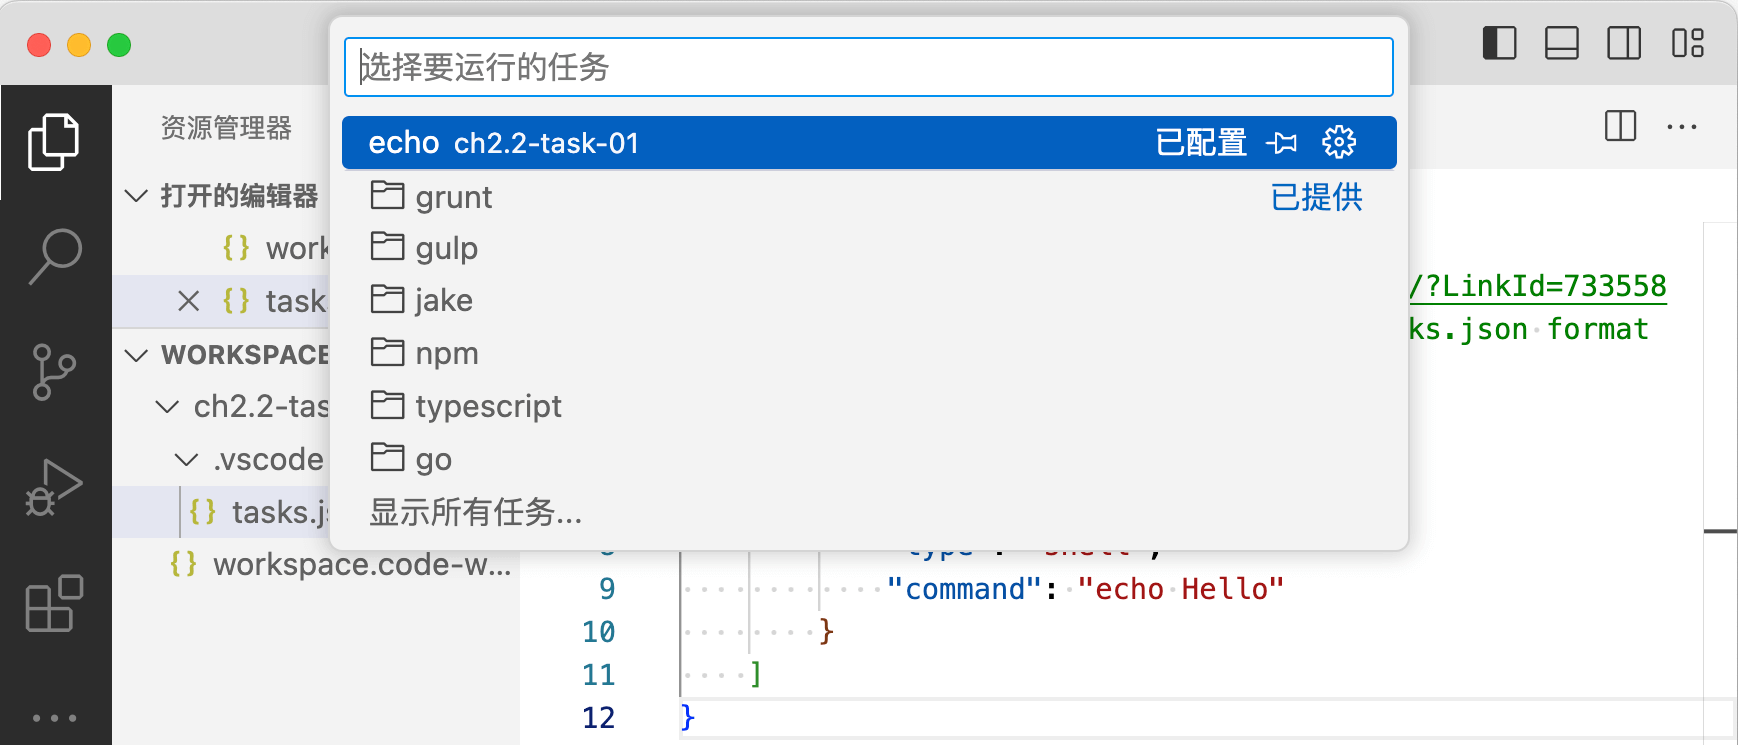 选择要运行的任务
echo ch2.2-task-01 已配置
grunt 已提供
gulp
jake
npm
typescript
go
显示所有任务...
资源管理器
打开的编辑器
{} work
{} task
WORKSPACE
ch2.2-tas
.vscode
{} tasks.j
{} workspace.code-w...
/?LinkId=733558
ks.json format
9 "command": "echo Hello"
10 }
11 ]
12 }